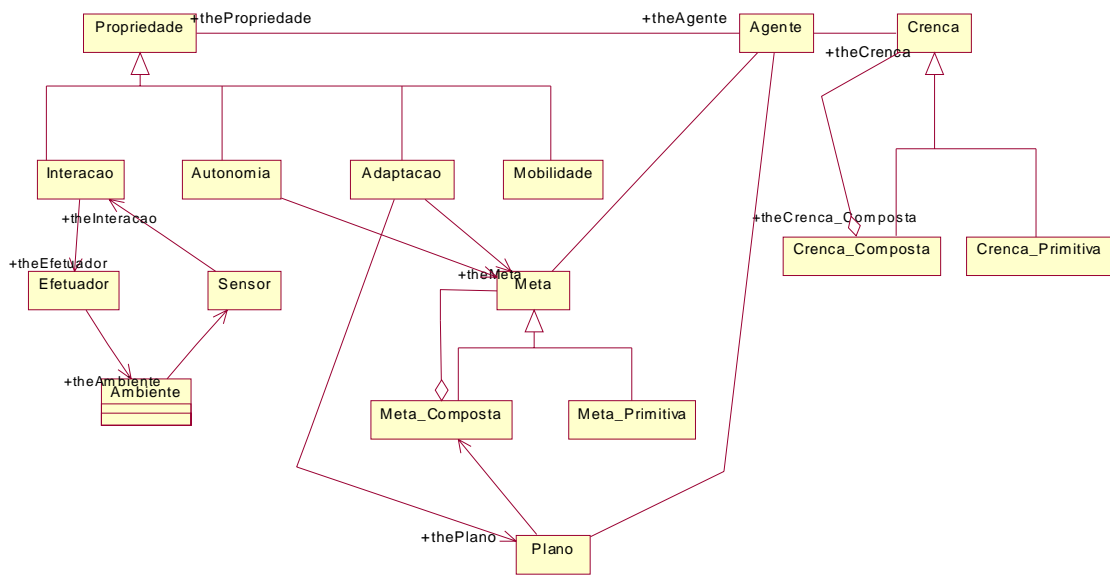 +thePropriedade
+theAgente
Propriedade
Agente
Crenca
+theCrenca
Interacao
Autonomia
Adaptacao
Mobilidade
+theInteracao
+theCrenca_Composta
Crenca_Composta
Crenca_Primitiva
+theEfetuador
+theMeta
Efetuador
Sensor
Meta
+theAmbiente
Ambiente
Meta_Composta
Meta_Primitiva
+thePlano
Plano